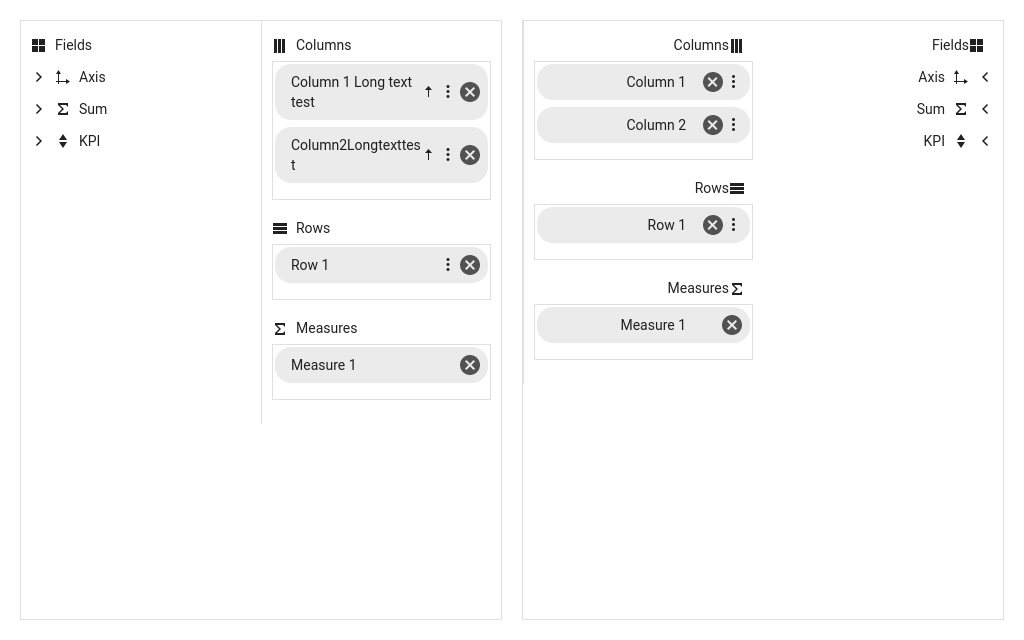 Fields
Axis
Sum
KPI
Columns
Column 1 Long text
test
Column2Longtexttes
t
Rows
Row 1
Measures
Measure 1
Columns
Column 1
Column 2
Rows
Row 1
Measures
Measure 1
Fields
Axis
Sum
KPI